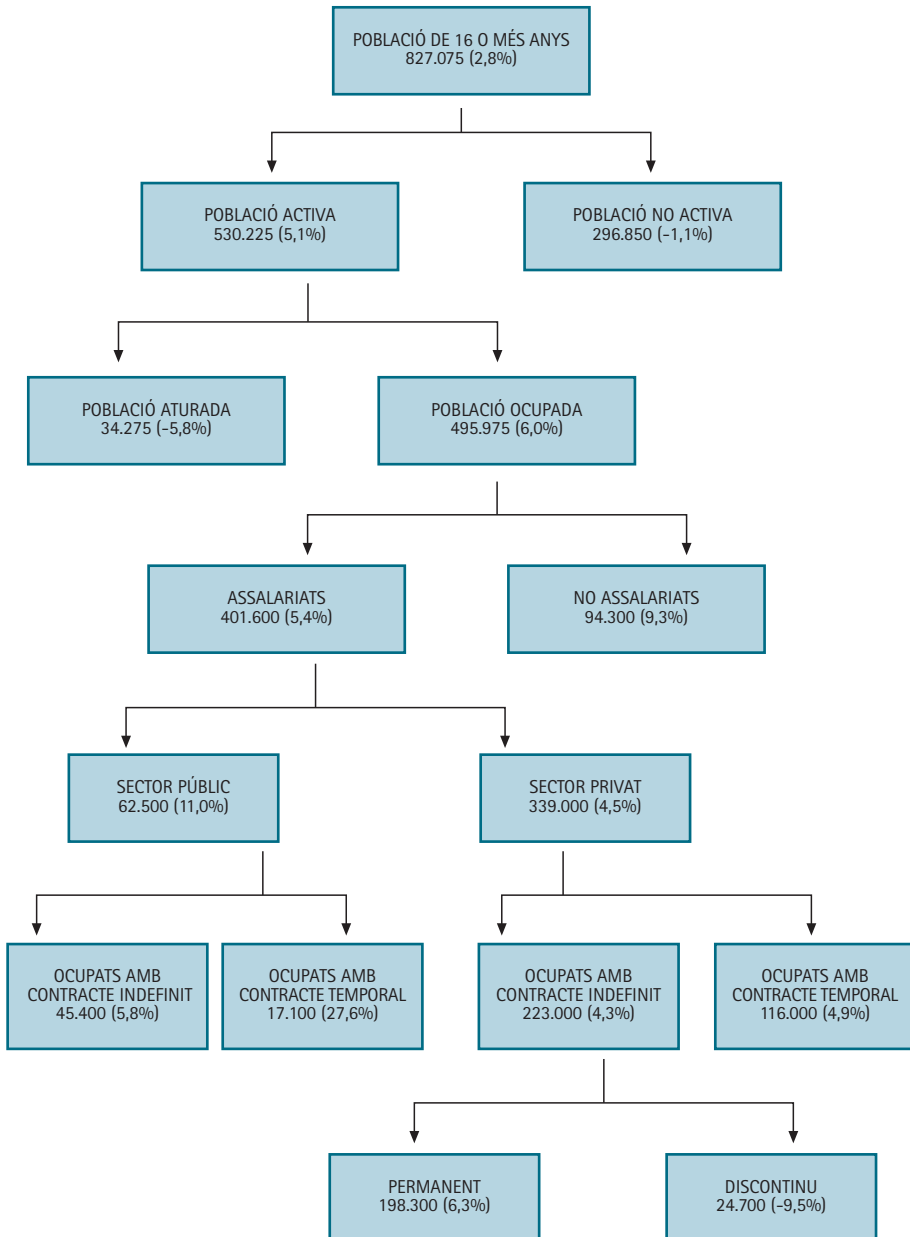 POBLACIÓ DE 16 O MÉS ANYS
827.075 (2,8%)
POBLACIÓ ACTIVA
530.225 (5,1%)
POBLACIÓ NO ACTIVA
296.850 (-1,1%)
POBLACIÓ ATURADA
34.275 (-5,8%)
POBLACIÓ OCUPADA
495.975 (6,0%)
ASSALARIATS
401.600 (5,4%)
NO ASSALARIATS
94.300 (9,3%)
SECTOR PÚBLIC
62.500 (11,0%)
SECTOR PRIVAT
339.000 (4,5%)
OCUPATS AMB
CONTRACTE INDEFINIT
45.400 (5,8%)
OCUPATS AMB
CONTRACTE TEMPORAL
17.100 (27,6%)
OCUPATS AMB
CONTRACTE INDEFINIT
223.000 (4,3%)
OCUPATS AMB
CONTRACTE TEMPORAL
116.000 (4,9%)
PERMANENT
198.300 (6,3%)
DISCONTINU
24.700 (-9,5%)